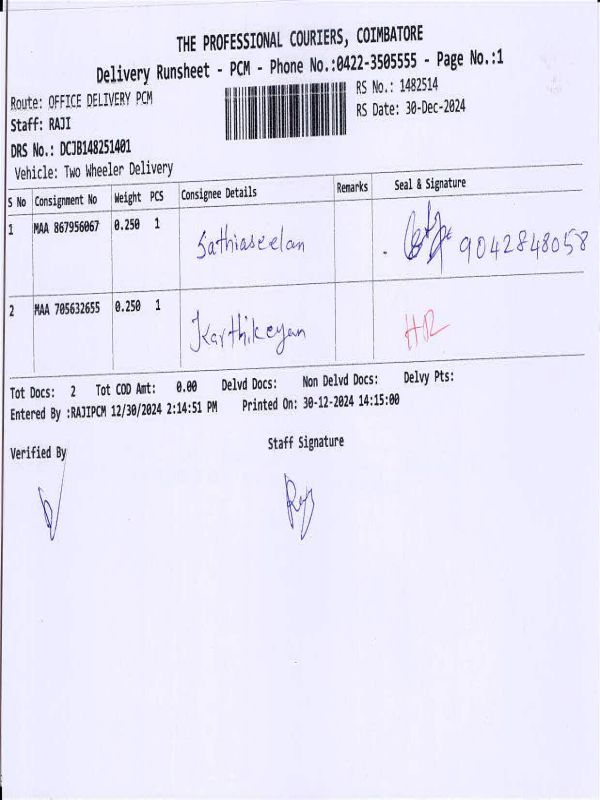 THE PROFESSIONAL COURIERS, COIMBATORE
Delivery Runsheet - PCM - Phone No.:0422-3505555 - Page No.:1
Route: OFFICE DELIVERY PCM
RS No.: 1482514
Staff: RAJI
RS Date: 30-Dec-2024
DRS No.: DCJB148251401
Vehicle: Two Wheeler Delivery
S No Consignment No Weight PCS Consignee Details Remarks Seal & Signature
1 MAA 867956067 0.250 1 Sathiaseelan 9042848058
2 MAA 705632655 0.250 1 Karthikeyan HR
Tot Docs: 2 Tot COD Amt: 0.00 Delvd Docs: Non Delvd Docs: Delvy Pts:
Entered By :RAJIPCM 12/30/2024 2:14:51 PM Printed On: 30-12-2024 14:15:00
Verified By Staff Signature